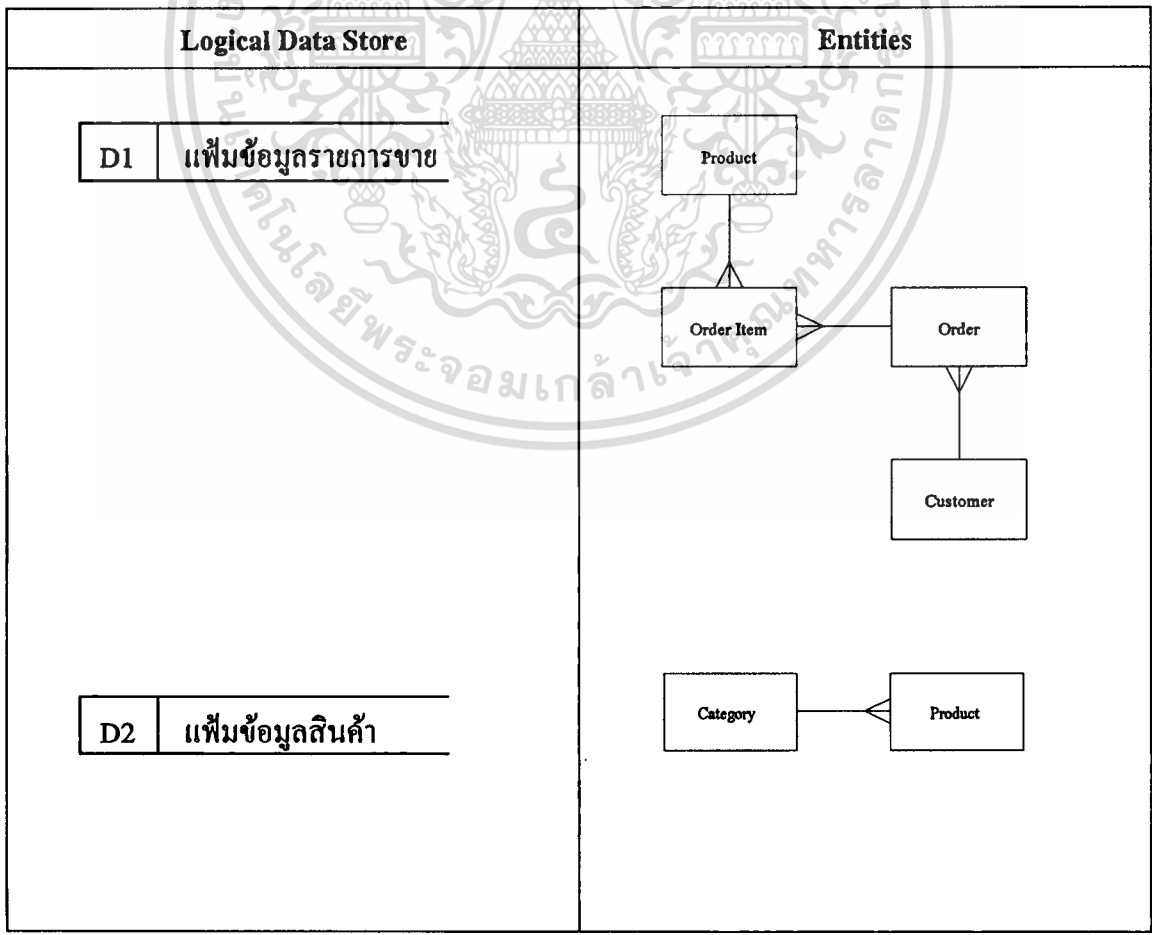 Logical Data Store
Entities
D1 แฟ้มข้อมูลรายการขาย
Product
Order Item
Order
Customer
D2 แฟ้มข้อมูลสินค้า
Category
Product